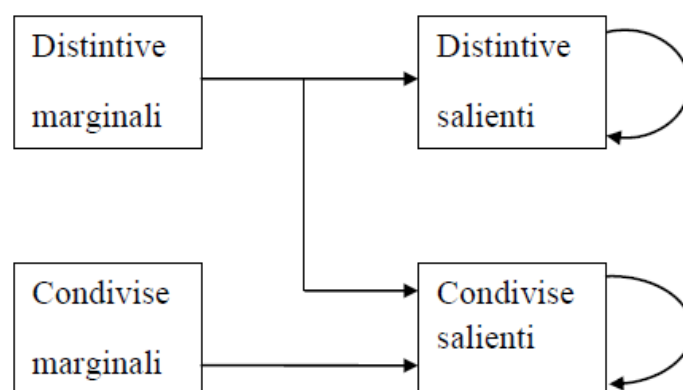 Distintive
marginali
Distintive
salienti
Condivise
marginali
Condivise
salienti